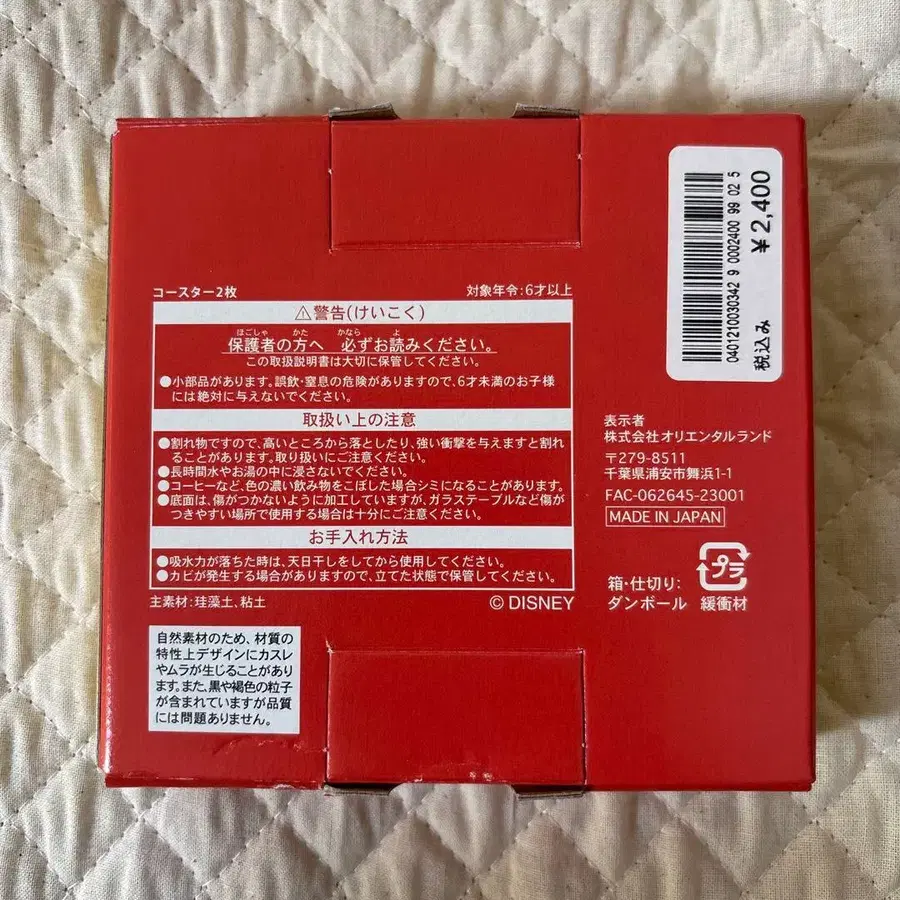 コースター2枚
対象年令:6才以上
⚠警告(けいこく)
ほごしゃ かた かなら よ
保護者の方へ 必ずお読みください。
この取扱説明書は大切に保管してください。
●小部品があります。誤飲・窒息の危険がありますので、6才未満のお子様
には絶対に与えないでください。
取扱い上の注意
●割れ物ですので、高いところから落としたり、強い衝撃を与えますと割れ
ることがあります。取り扱いにご注意ください。
●長時間水やお湯の中に浸さないでください。
●コーヒーなど、色の濃い飲み物をこぼした場合シミになることがあります。
●底面は、傷がつかないように加工していますが、ガラステーブルなど傷が
つきやすい場所で使用する場合は十分にご注意ください。
お手入れ方法
●吸水力が落ちた時は、天日干しをしてから使用してください。
●カビが発生する場合がありますので、立てた状態で保管してください。
主素材:珪藻土、粘土
© DISNEY
自然素材のため、材質の
特性上デザインにカスレ
やムラが生じることがあり
ます。また、黒や褐色の粒子
が含まれていますが品質
には問題ありません。
0401210030342 9 0002400 99 02 5
税込み ¥2,400
表示者
株式会社オリエンタルランド
〒279-8511
千葉県浦安市舞浜1-1
FAC-062645-23001
MADE IN JAPAN
プラ
箱・仕切り:
ダンボール 緩衝材